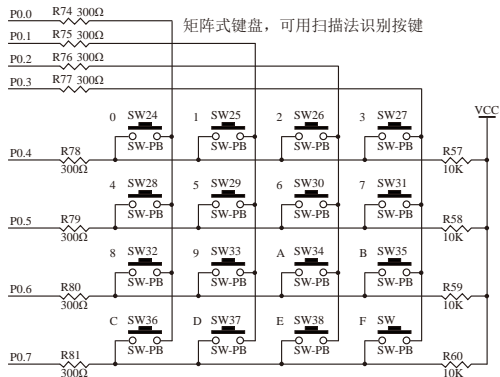 P0.0 R74 300Ω
矩阵式键盘，可用扫描法识别按键
P0.1 R75 300Ω
P0.2 R76 300Ω
P0.3 R77 300Ω
VCC
0 SW24 1 SW25 2 SW26 3 SW27
SW-PB SW-PB SW-PB SW-PB
P0.4 R78 300Ω R57 10K
4 SW28 5 SW29 6 SW30 7 SW31
SW-PB SW-PB SW-PB SW-PB
P0.5 R79 300Ω R58 10K
8 SW32 9 SW33 A SW34 B SW35
SW-PB SW-PB SW-PB SW-PB
P0.6 R80 300Ω R59 10K
C SW36 D SW37 E SW38 F SW
SW-PB SW-PB SW-PB SW-PB
P0.7 R81 300Ω R60 10K